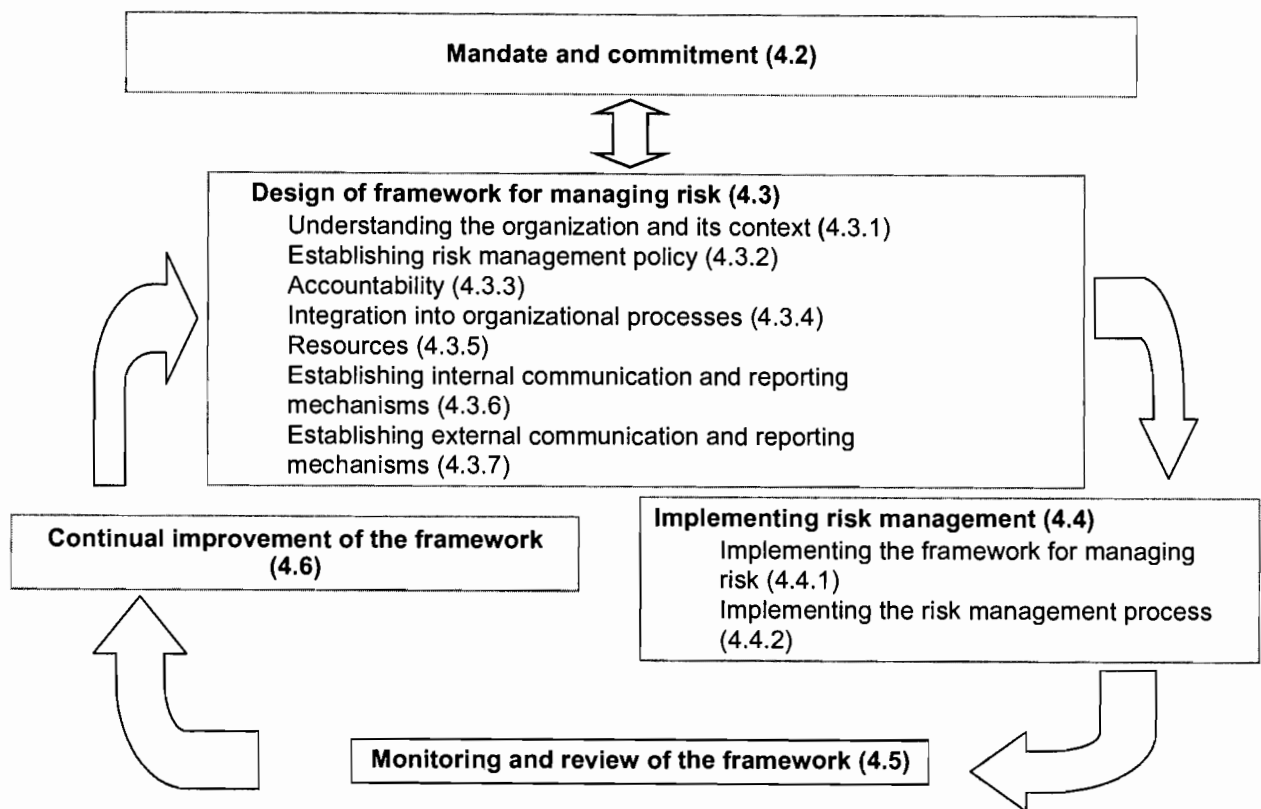 Mandate and commitment (4.2)
Design of framework for managing risk (4.3)
Understanding the organization and its context (4.3.1)
Establishing risk management policy (4.3.2)
Accountability (4.3.3)
Integration into organizational processes (4.3.4)
Resources (4.3.5)
Establishing internal communication and reporting
mechanisms (4.3.6)
Establishing external communication and reporting
mechanisms (4.3.7)
Implementing risk management (4.4)
Implementing the framework for managing
risk (4.4.1)
Implementing the risk management process
(4.4.2)
Monitoring and review of the framework (4.5)
Continual improvement of the framework
(4.6)